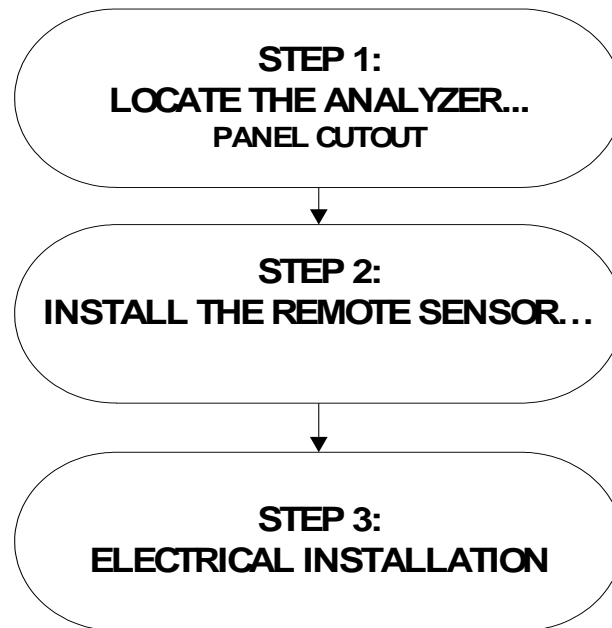 STEP 1:
LOCATE THE ANALYZER...
PANEL CUTOUT
STEP 2:
INSTALL THE REMOTE SENSOR...
STEP 3:
ELECTRICAL INSTALLATION